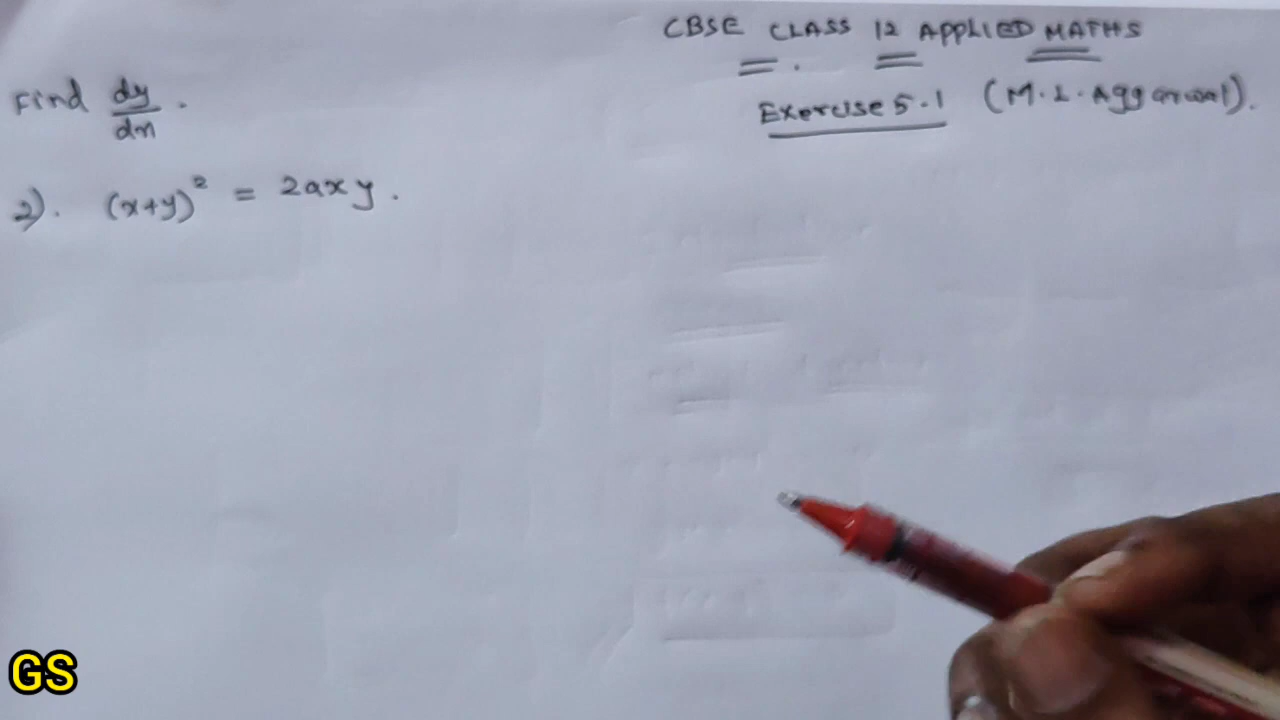 CBSE CLASS 12 APPLIED MATHS
Exercise 5.1 (M.L.Aggarwal).
Find dy/dx.
2). (x+y)² = 2axy.
GS